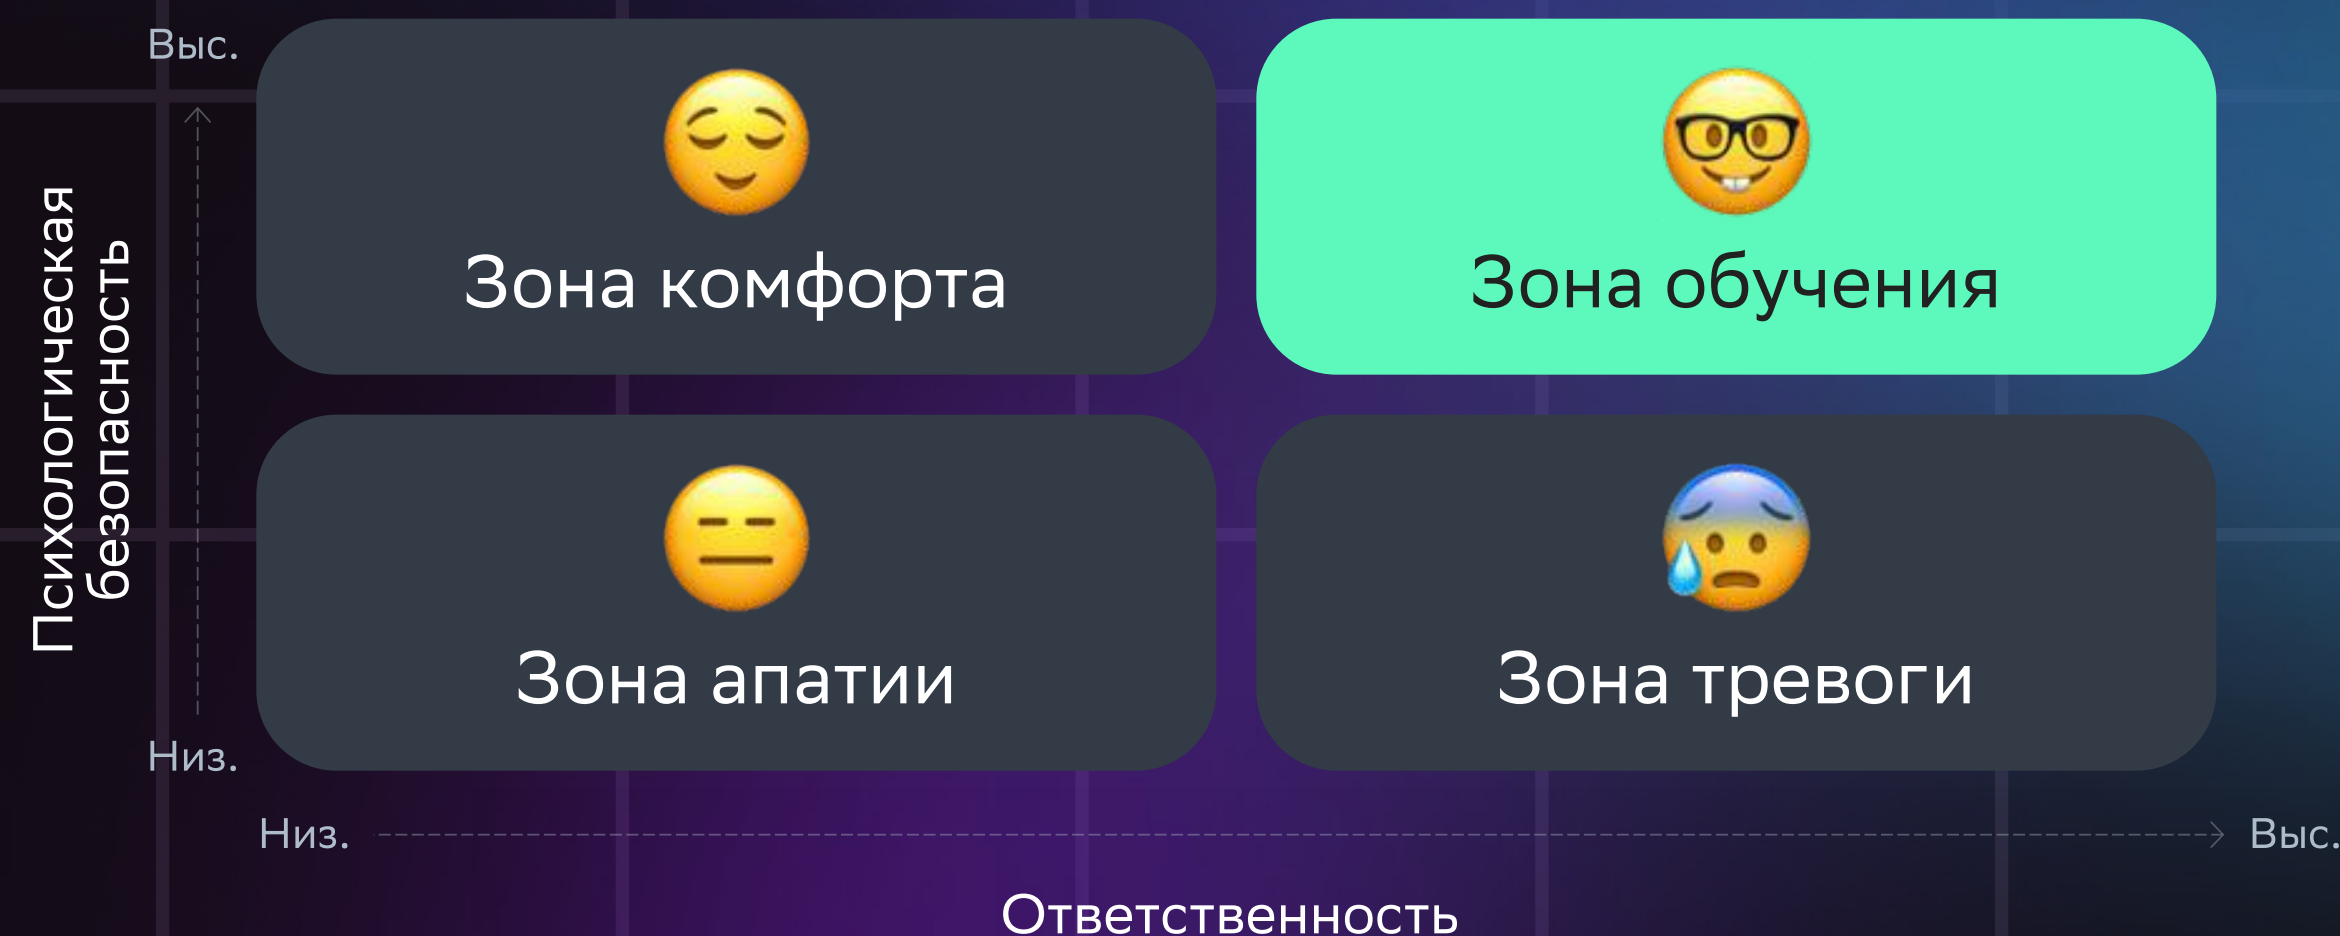 Выс.
Зона комфорта
Зона обучения
Психологическая
безопасность
Зона апатии
Зона тревоги
Низ.
Низ.
Выс.
Ответственность